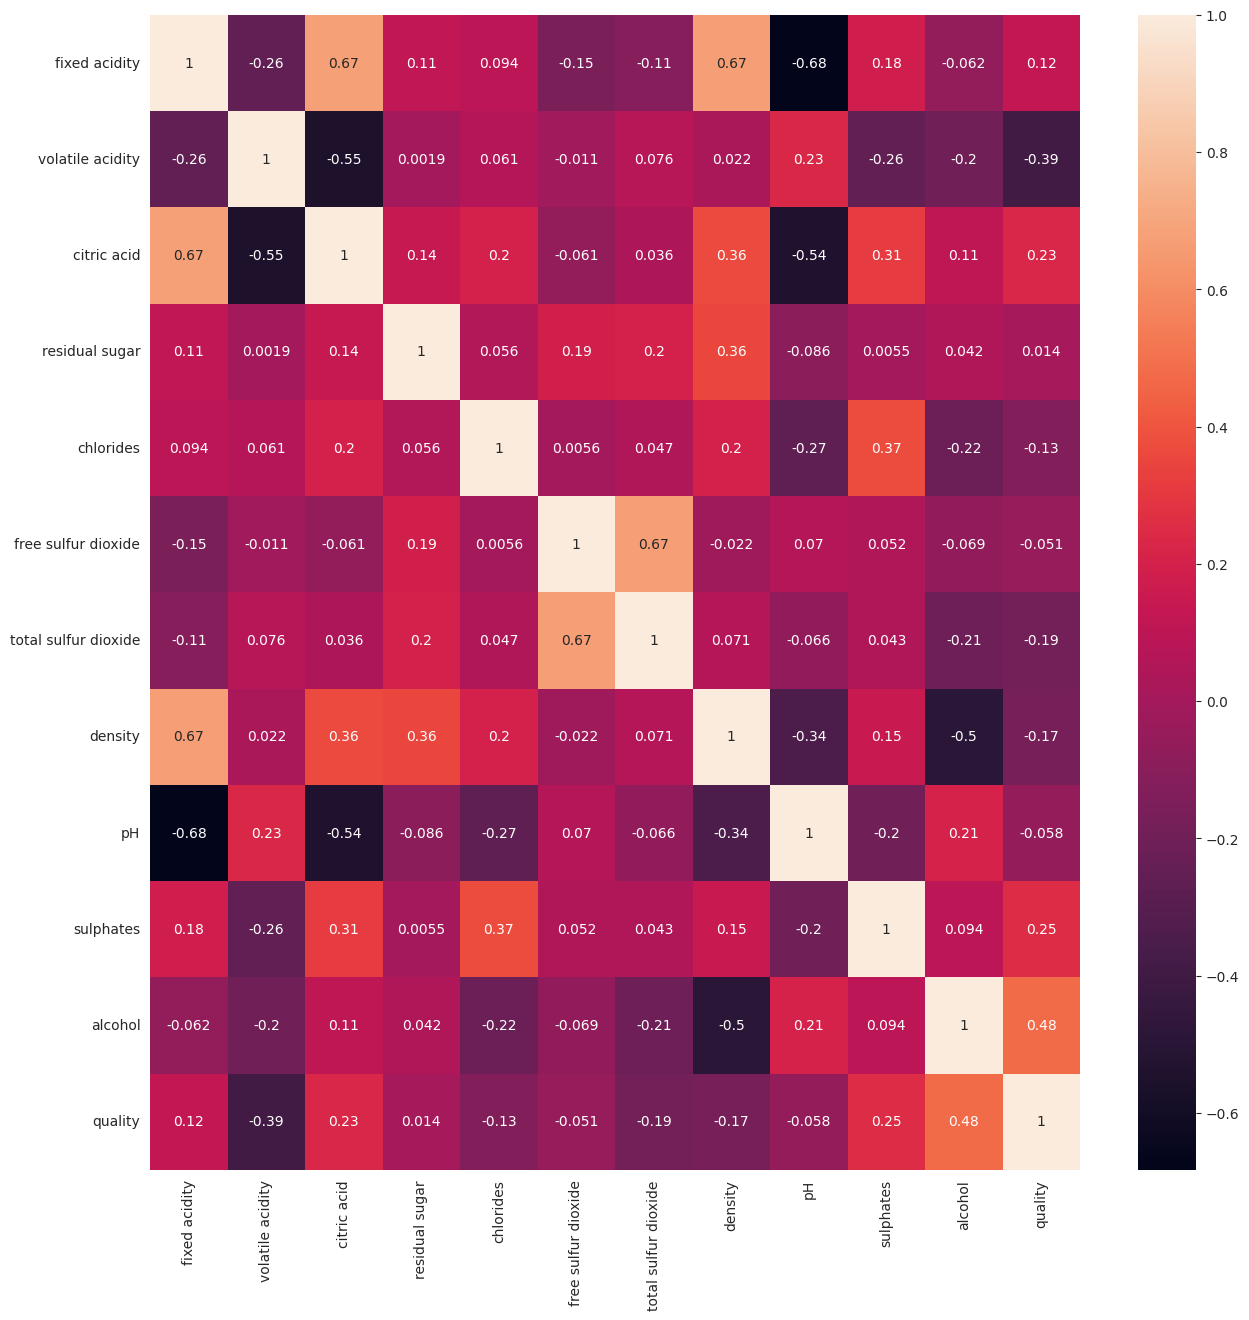 fixed acidity 1 -0.26 0.67 0.11 0.094 -0.15 -0.11 0.67 -0.68 0.18 -0.062 0.12
volatile acidity -0.26 1 -0.55 0.0019 0.061 -0.011 0.076 0.022 0.23 -0.26 -0.2 -0.39
citric acid 0.67 -0.55 1 0.14 0.2 -0.061 0.036 0.36 -0.54 0.31 0.11 0.23
residual sugar 0.11 0.0019 0.14 1 0.056 0.19 0.2 0.36 -0.086 0.0055 0.042 0.014
chlorides 0.094 0.061 0.2 0.056 1 0.0056 0.047 0.2 -0.27 0.37 -0.22 -0.13
free sulfur dioxide -0.15 -0.011 -0.061 0.19 0.0056 1 0.67 -0.022 0.07 0.052 -0.069 -0.051
total sulfur dioxide -0.11 0.076 0.036 0.2 0.047 0.67 1 0.071 -0.066 0.043 -0.21 -0.19
density 0.67 0.022 0.36 0.36 0.2 -0.022 0.071 1 -0.34 0.15 -0.5 -0.17
pH -0.68 0.23 -0.54 -0.086 -0.27 0.07 -0.066 -0.34 1 -0.2 0.21 -0.058
sulphates 0.18 -0.26 0.31 0.0055 0.37 0.052 0.043 0.15 -0.2 1 0.094 0.25
alcohol -0.062 -0.2 0.11 0.042 -0.22 -0.069 -0.21 -0.5 0.21 0.094 1 0.48
quality 0.12 -0.39 0.23 0.014 -0.13 -0.051 -0.19 -0.17 -0.058 0.25 0.48 1
fixed acidity
volatile acidity
citric acid
residual sugar
chlorides
free sulfur dioxide
total sulfur dioxide
density
pH
sulphates
alcohol
quality
1.0
0.8
0.6
0.4
0.2
0.0
−0.2
−0.4
−0.6